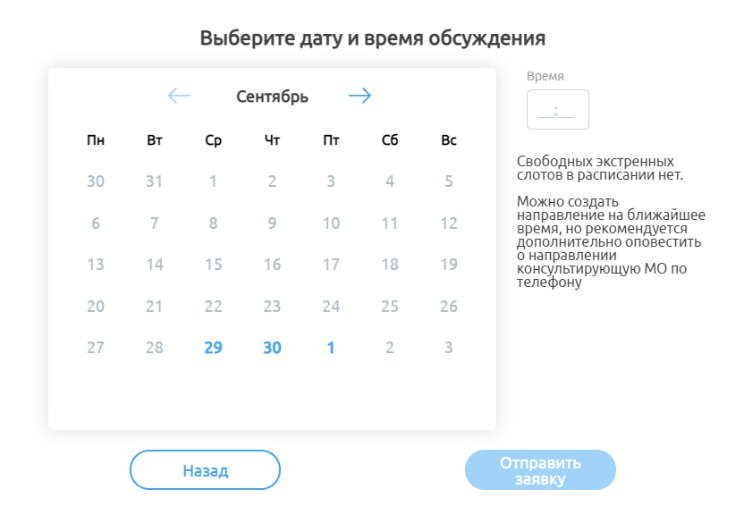 Выберите дату и время обсуждения
Сентябрь
Пн Вт Ср Чт Пт Сб Вс
30 31 1 2 3 4 5
6 7 8 9 10 11 12
13 14 15 16 17 18 19
20 21 22 23 24 25 26
27 28 29 30 1 2 3
Время
__:__
Свободных экстренных
слотов в расписании нет.
Можно создать
направление на ближайшее
время, но рекомендуется
дополнительно оповестить
о направлении
консультирующую МО по
телефону
Назад
Отправить
заявку